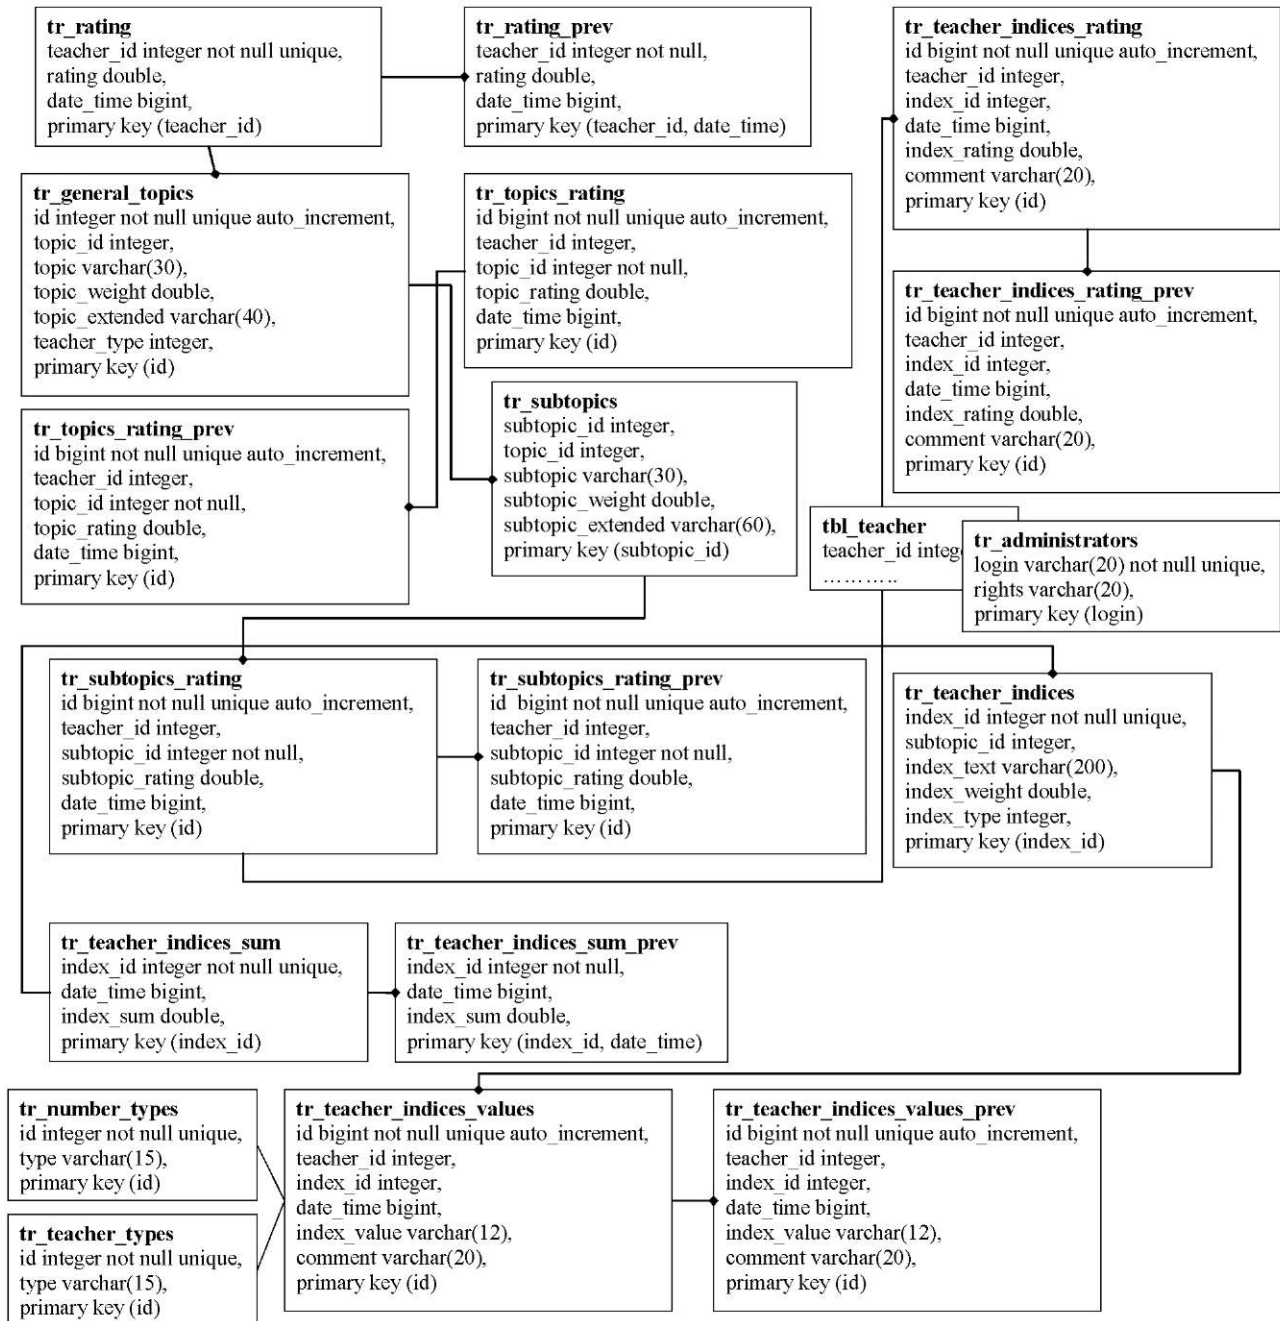 tr_rating
teacher_id integer not null unique,
rating double,
date_time bigint,
primary key (teacher_id)
tr_rating_prev
teacher_id integer not null,
rating double,
date_time bigint,
primary key (teacher_id, date_time)
tr_teacher_indices_rating
id bigint not null unique auto_increment,
teacher_id integer,
index_id integer,
date_time bigint,
index_rating double,
comment varchar(20),
primary key (id)
tr_general_topics
id integer not null unique auto_increment,
topic_id integer,
topic varchar(30),
topic_weight double,
topic_extended varchar(40),
teacher_type integer,
primary key (id)
tr_topics_rating
id bigint not null unique auto_increment,
teacher_id integer,
topic_id integer not null,
topic_rating double,
date_time bigint,
primary key (id)
tr_teacher_indices_rating_prev
id bigint not null unique auto_increment,
teacher_id integer,
index_id integer,
date_time bigint,
index_rating double,
comment varchar(20),
primary key (id)
tr_topics_rating_prev
id bigint not null unique auto_increment,
teacher_id integer,
topic_id integer not null,
topic_rating double,
date_time bigint,
primary key (id)
tr_subtopics
subtopic_id integer,
topic_id integer,
subtopic varchar(30),
subtopic_weight double,
subtopic_extended varchar(60),
primary key (subtopic_id)
tbl_teacher
teacher_id intege
...........
tr_administrators
login varchar(20) not null unique,
rights varchar(20),
primary key (login)
tr_subtopics_rating
id bigint not null unique auto_increment,
teacher_id integer,
subtopic_id integer not null,
subtopic_rating double,
date_time bigint,
primary key (id)
tr_subtopics_rating_prev
id bigint not null unique auto_increment,
teacher_id integer,
subtopic_id integer not null,
subtopic_rating double,
date_time bigint,
primary key (id)
tr_teacher_indices
index_id integer not null unique,
subtopic_id integer,
index_text varchar(200),
index_weight double,
index_type integer,
primary key (index_id)
tr_teacher_indices_sum
index_id integer not null unique,
date_time bigint,
index_sum double,
primary key (index_id)
tr_teacher_indices_sum_prev
index_id integer not null,
date_time bigint,
index_sum double,
primary key (index_id, date_time)
tr_number_types
id integer not null unique,
type varchar(15),
primary key (id)
tr_teacher_types
id integer not null unique,
type varchar(15),
primary key (id)
tr_teacher_indices_values
id bigint not null unique auto_increment,
teacher_id integer,
index_id integer,
date_time bigint,
index_value varchar(12),
comment varchar(20),
primary key (id)
tr_teacher_indices_values_prev
id bigint not null unique auto_increment,
teacher_id integer,
index_id integer,
date_time bigint,
index_value varchar(12),
comment varchar(20),
primary key (id)